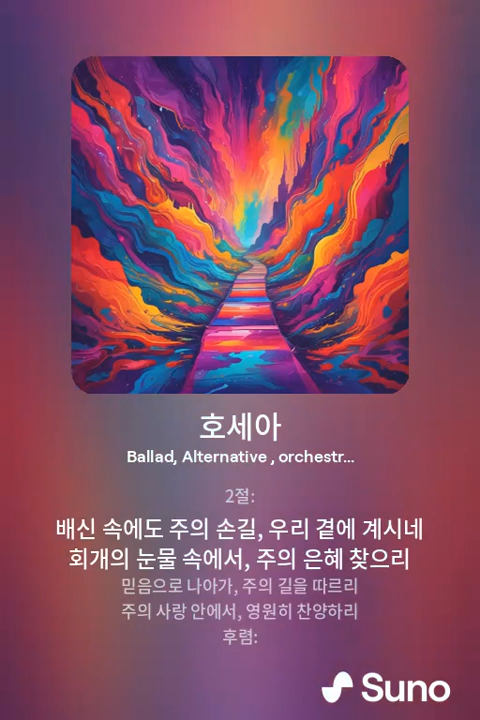 호세아
Ballad, Alternative , orchestr...
2절:
배신 속에도 주의 손길, 우리 곁에 계시네
회개의 눈물 속에서, 주의 은혜 찾으리
믿음으로 나아가, 주의 길을 따르리
주의 사랑 안에서, 영원히 찬양하리
후렴:
Suno